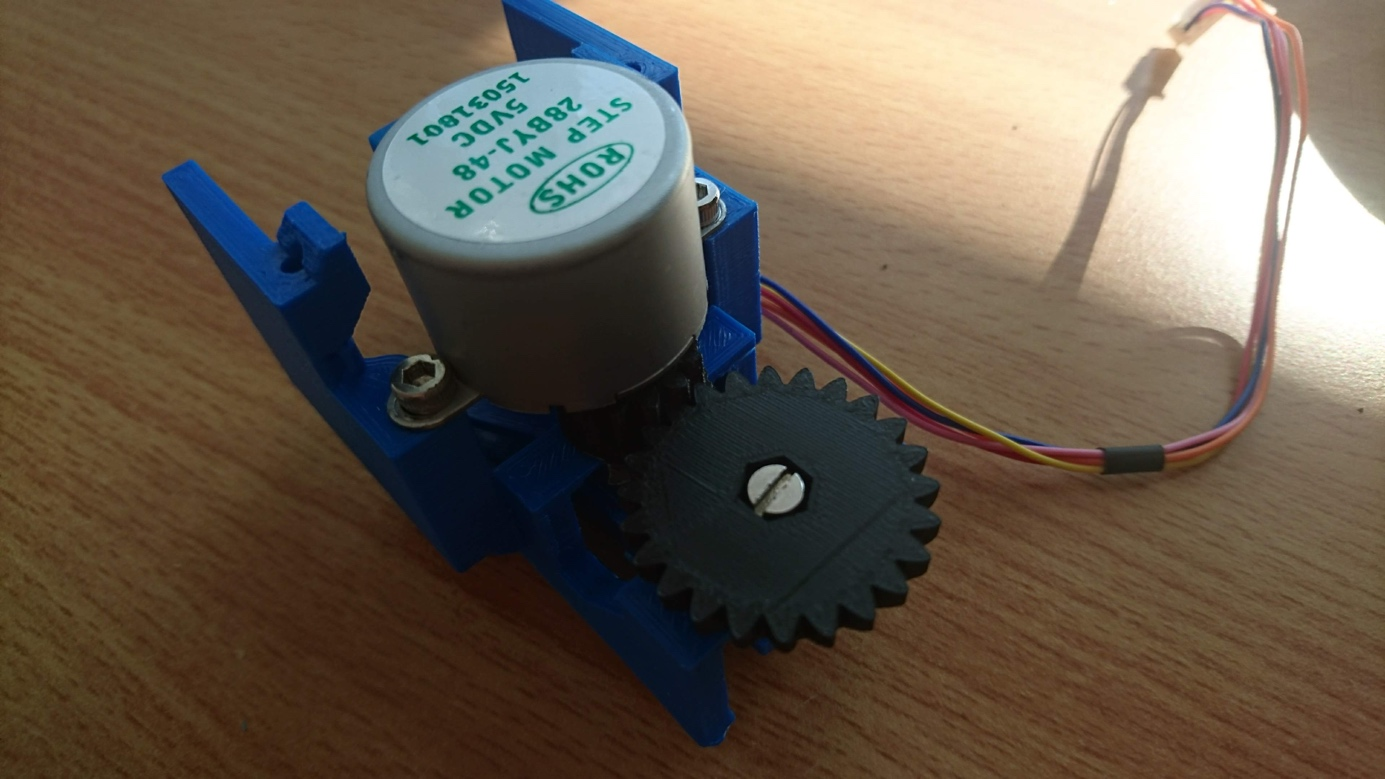 ROHS
STEP MOTOR
28BYJ-48
5VDC
15031801